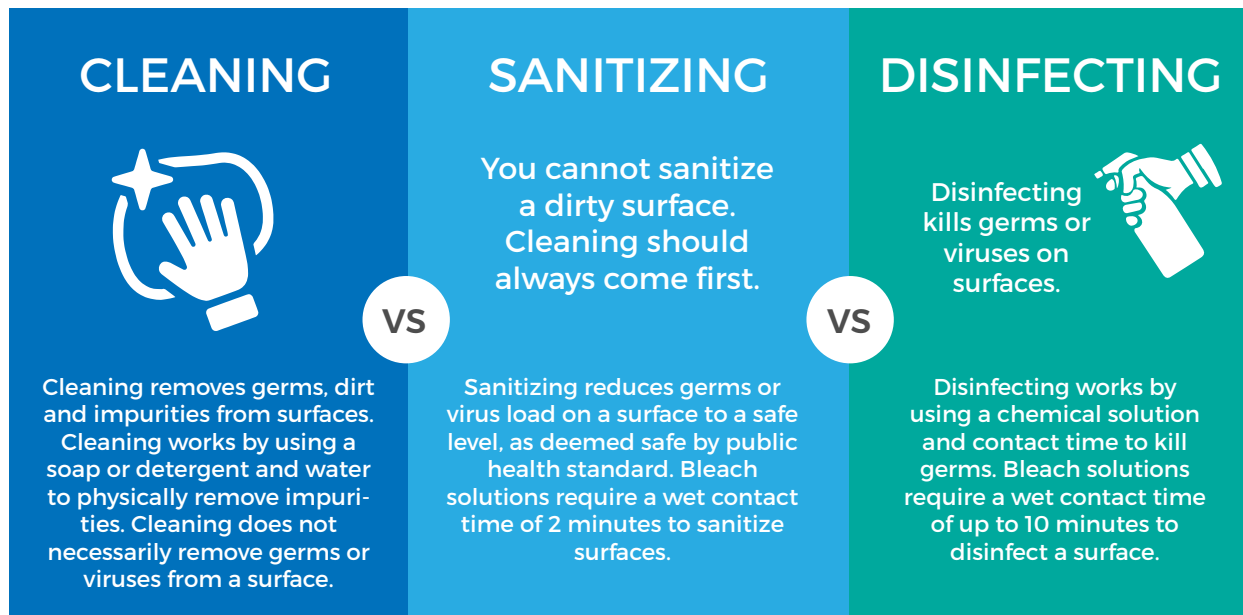 CLEANING
Cleaning removes germs, dirt
and impurities from surfaces.
Cleaning works by using a
soap or detergent and water
to physically remove impuri-
ties. Cleaning does not
necessarily remove germs or
viruses from a surface.
VS
SANITIZING
You cannot sanitize
a dirty surface.
Cleaning should
always come first.
Sanitizing reduces germs or
virus load on a surface to a safe
level, as deemed safe by public
health standard. Bleach
solutions require a wet contact
time of 2 minutes to sanitize
surfaces.
VS
DISINFECTING
Disinfecting
kills germs or
viruses on
surfaces.
Disinfecting works by
using a chemical solution
and contact time to kill
germs. Bleach solutions
require a wet contact time
of up to 10 minutes to
disinfect a surface.